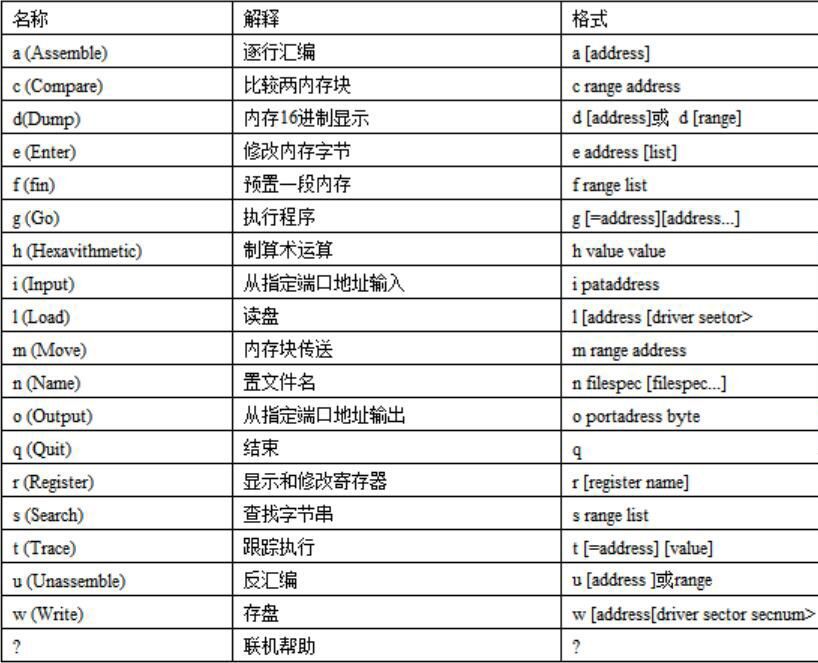 名称 解释 格式
a (Assemble) 逐行汇编 a [address]
c (Compare) 比较两内存块 c range address
d(Dump) 内存16进制显示 d [address]或 d [range]
e (Enter) 修改内存字节 e address [list]
f (fin) 预置一段内存 f range list
g (Go) 执行程序 g [=address][address...]
h (Hexavithmetic) 制算术运算 h value value
i (Input) 从指定端口地址输入 i pataddress
l (Load) 读盘 l [address [driver seetor>
m (Move) 内存块传送 m range address
n (Name) 置文件名 n filespec [filespec...]
o (Output) 从指定端口地址输出 o portadress byte
q (Quit) 结束 q
r (Register) 显示和修改寄存器 r [register name]
s (Search) 查找字节串 s range list
t (Trace) 跟踪执行 t [=address] [value]
u (Unassemble) 反汇编 u [address ]或range
w (Write) 存盘 w [address[driver sector secnum>
? 联机帮助 ?